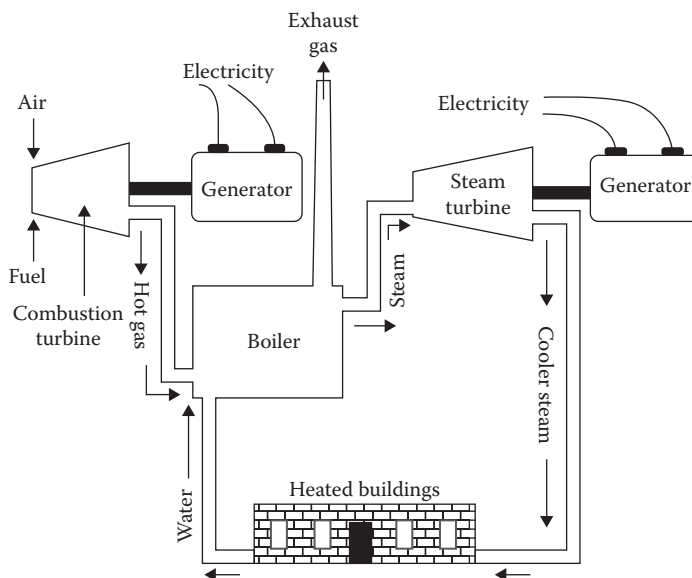 Exhaust
gas
Electricity
Air
Electricity
Generator
Steam
turbine
Generator
Fuel
Combustion
turbine
Hot gas
Boiler
Steam
Cooler steam
Water
Heated buildings